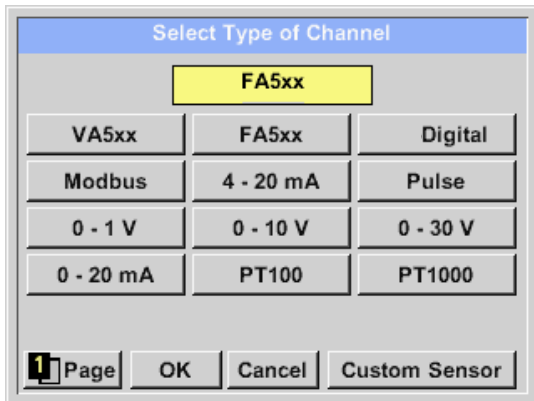 Select Type of Channel
FA5xx
VA5xx FA5xx Digital
Modbus 4 - 20 mA Pulse
0 - 1 V 0 - 10 V 0 - 30 V
0 - 20 mA PT100 PT1000
1 Page OK Cancel Custom Sensor